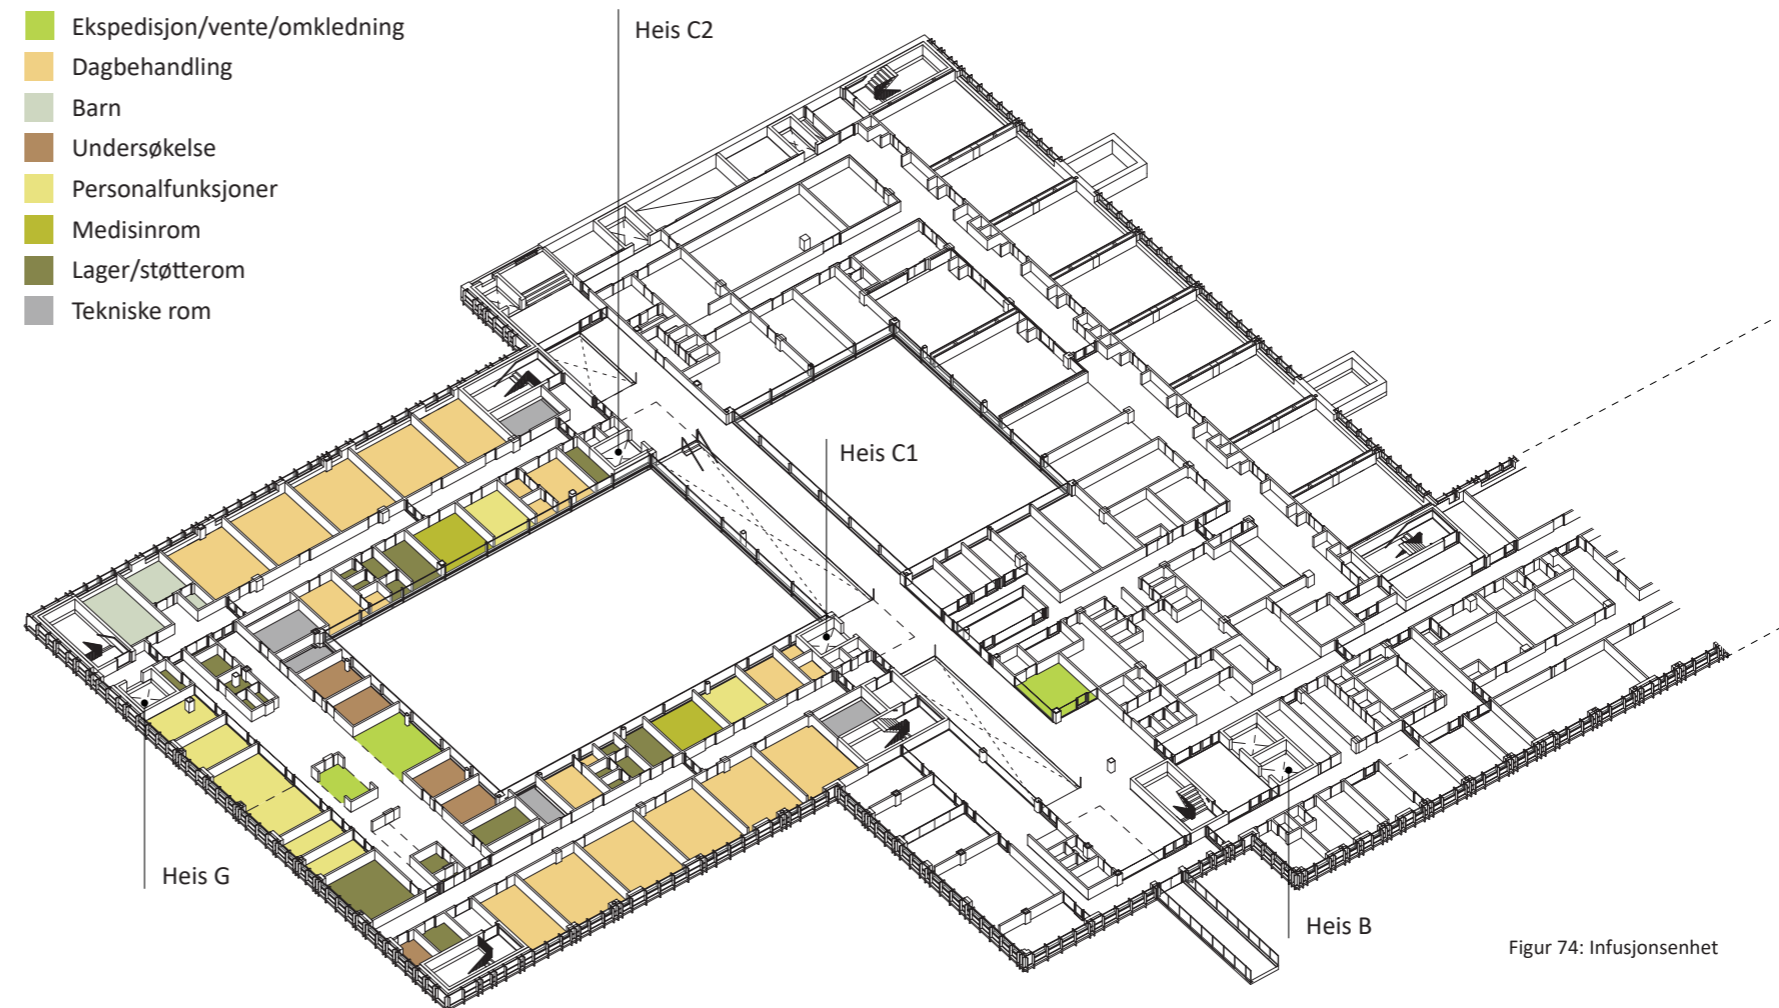 Ekspedisjon/vente/omkledning
Dagbehandling
Barn
Undersøkelse
Personalfunksjoner
Medisinrom
Lager/støtterom
Tekniske rom
Heis C2
Heis C1
Heis G
Heis B
Figur 74: Infusjonsenhet